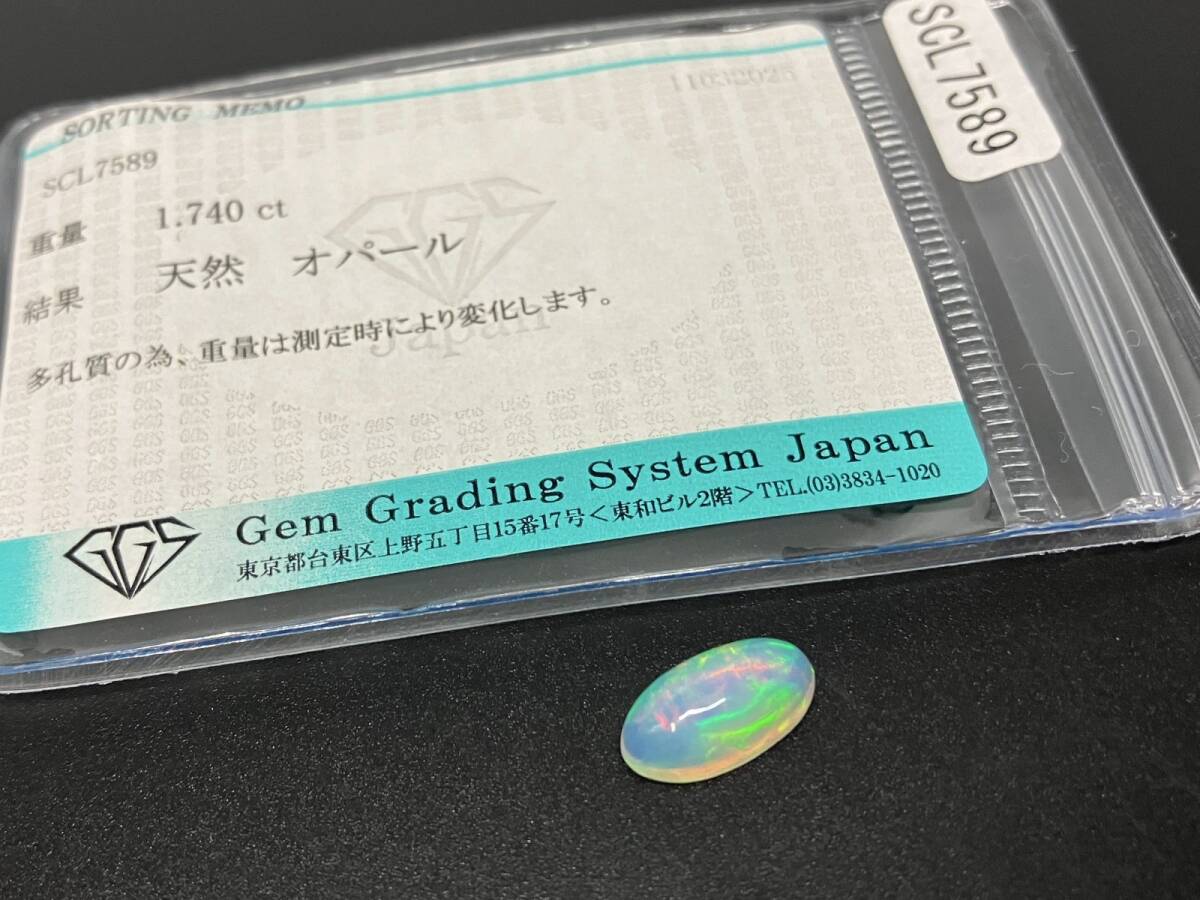 SORTING MEMO
11032025
SCL7589
重量 1.740 ct
結果 天然 オパール
多孔質の為、重量は測定時により変化します。
Japan
GGS
Gem Grading System Japan
東京都台東区上野五丁目15番17号＜東和ビル2階＞TEL.(03)3834-1020
SCL7589